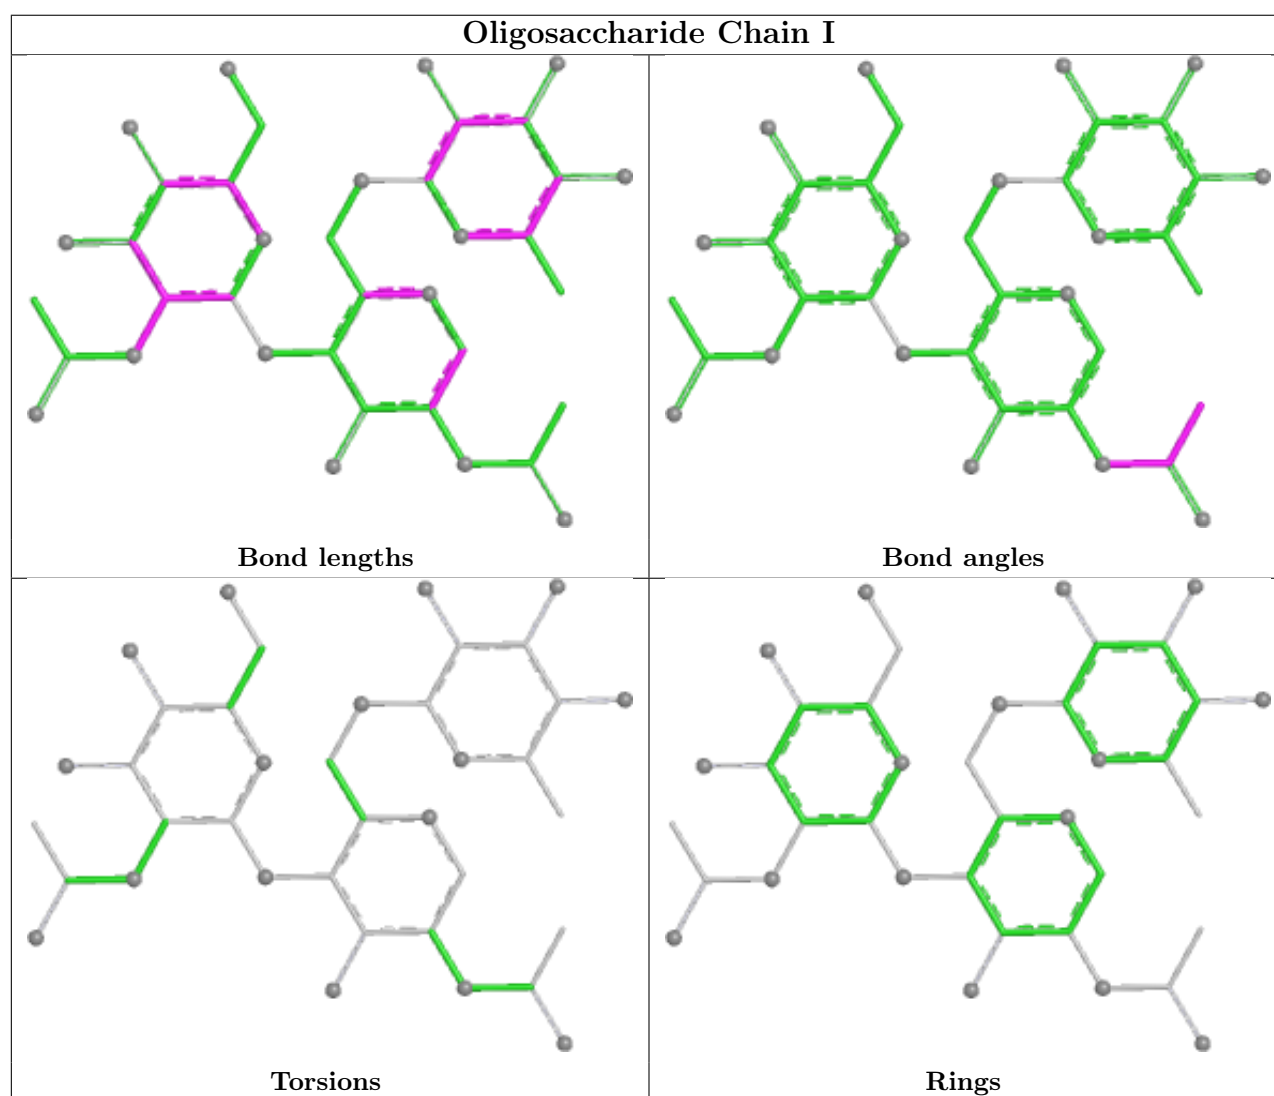 Oligosaccharide Chain I
Bond lengths
Bond angles
Torsions
Rings